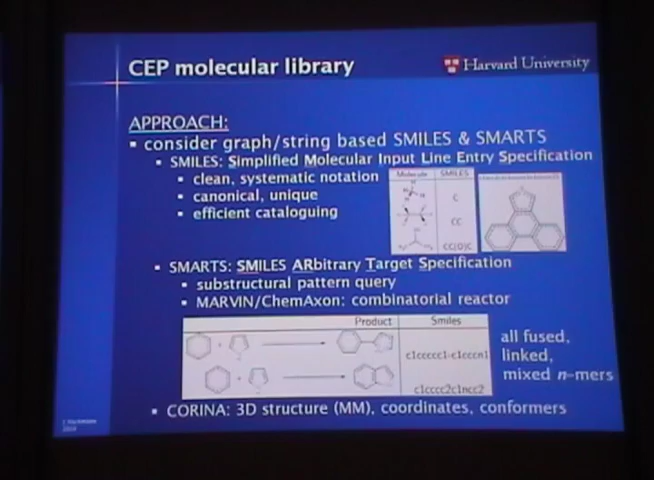 CEP molecular library
Harvard University
APPROACH:
▪ consider graph/string based SMILES & SMARTS
▪ SMILES: Simplified Molecular Input Line Entry Specification
▪ clean, systematic notation
▪ canonical, unique
▪ efficient cataloguing
Molecule SMILES
C
CC
CC(O)C
▪ SMARTS: SMILES ARbitrary Target Specification
▪ substructural pattern query
▪ MARVIN/ChemAxon: combinatorial reactor
Product Smiles
c1ccccc1-c1cccn1
c1cccc2c1ncc2
all fused,
linked,
mixed n-mers
▪ CORINA: 3D structure (MM), coordinates, conformers